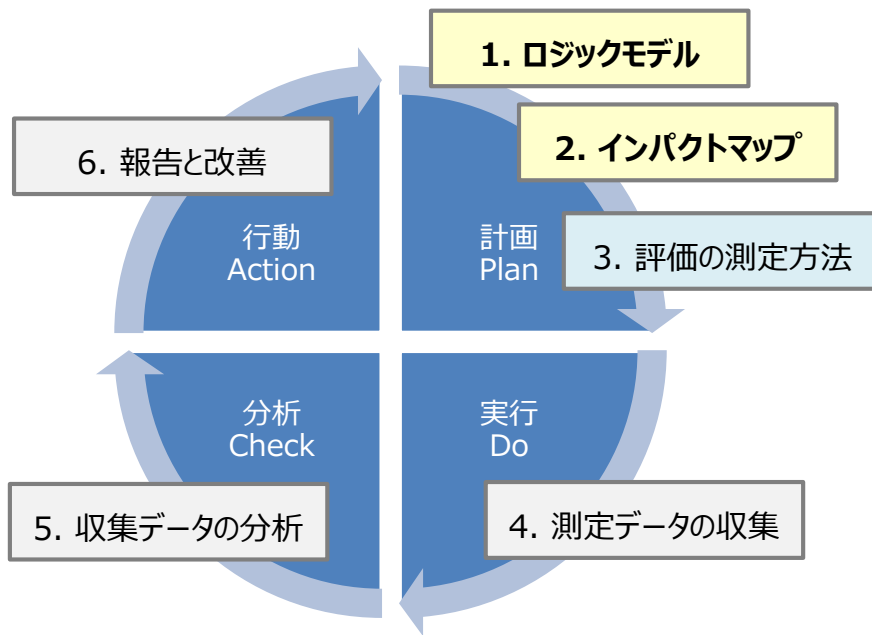 1. ロジックモデル
2. インパクトマップ
6. 報告と改善
行動
Action
計画
Plan
3. 評価の測定方法
分析
Check
実行
Do
5. 収集データの分析
4. 測定データの収集